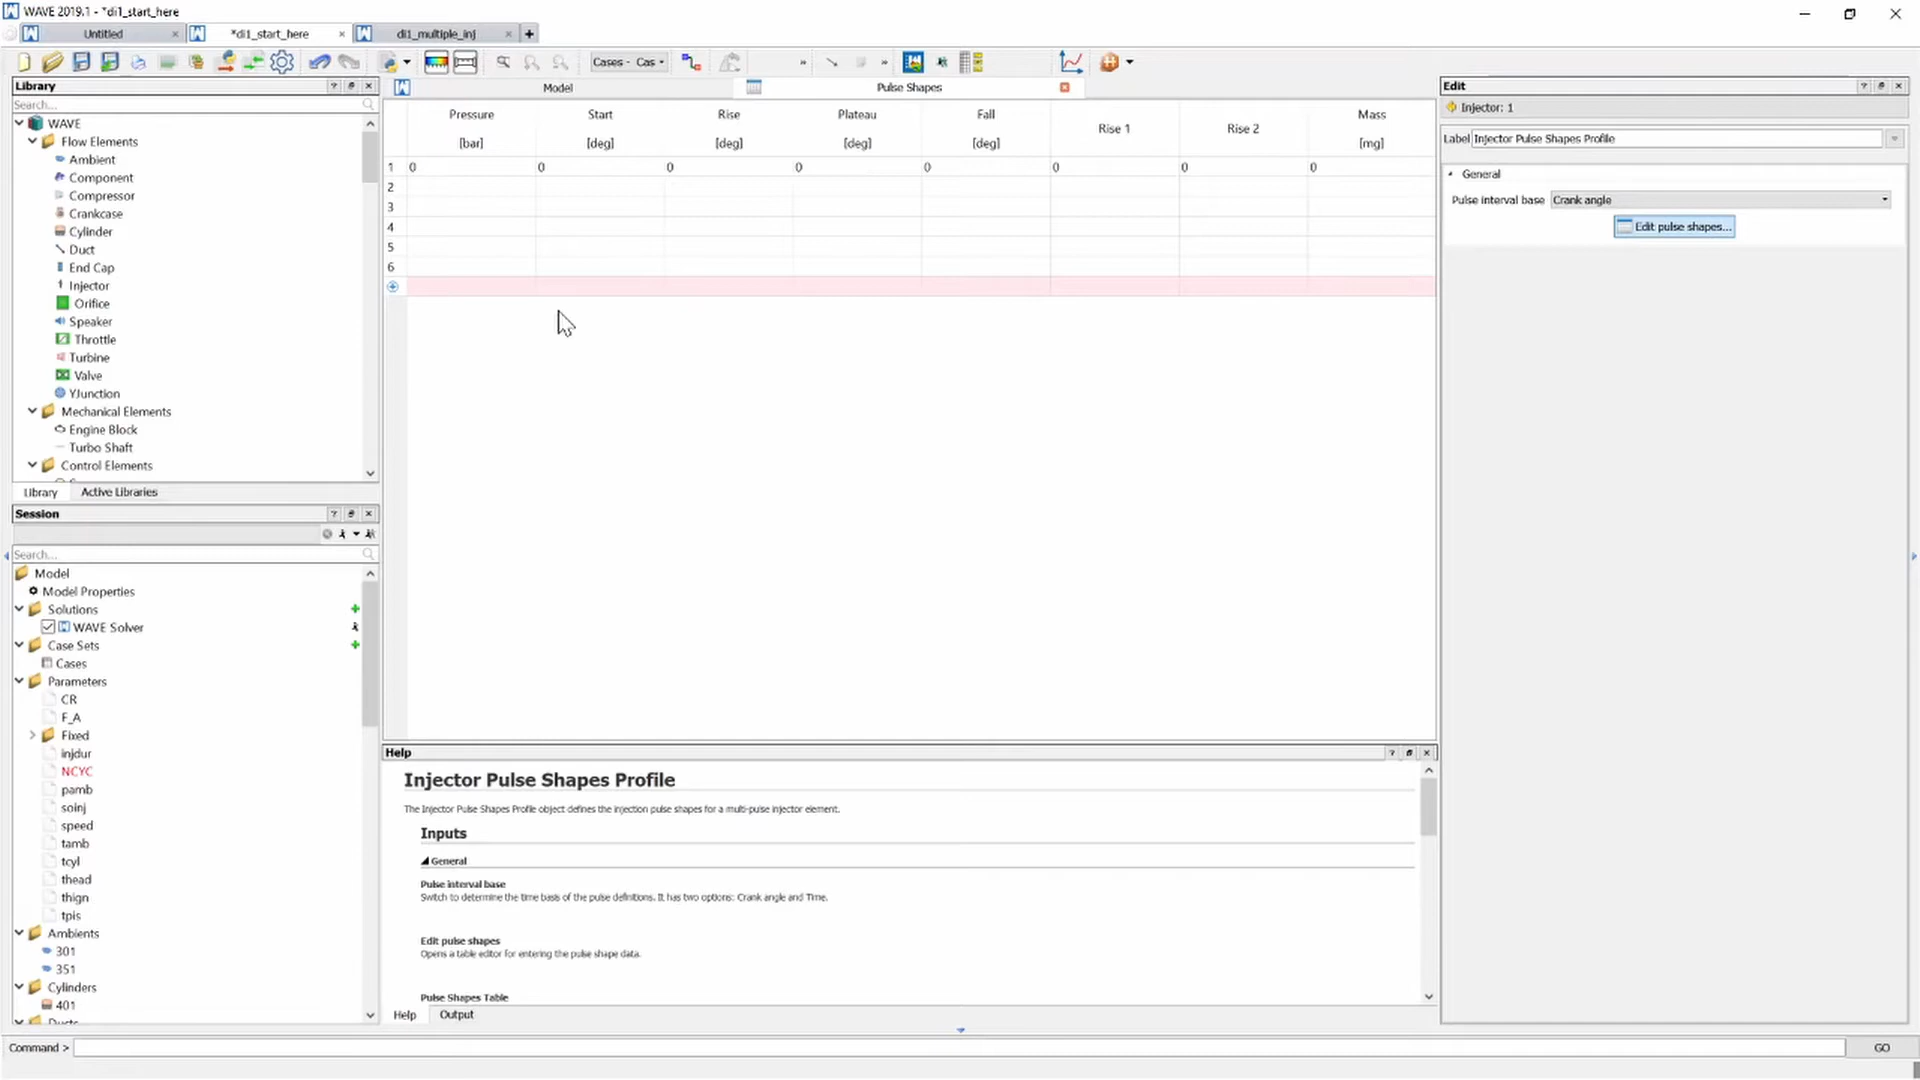 WAVE 2019.1 - *di1_start_here
Untitled
*di1_start_here
di1_multiple_inj
Cases - Cas
Library
Search...
WAVE
Flow Elements
Ambient
Component
Compressor
Crankcase
Cylinder
Duct
End Cap
Injector
Orifice
Speaker
Throttle
Turbine
Valve
YJunction
Mechanical Elements
Engine Block
Turbo Shaft
Control Elements
Library
Active Libraries
Session
Search...
Model
Model Properties
Solutions
WAVE Solver
Case Sets
Cases
Parameters
CR
F_A
Fixed
injdur
NCYC
pamb
soinj
speed
tamb
tcyl
thead
thign
tpis
Ambients
301
351
Cylinders
401
Ducts
Model
Pulse Shapes
Pressure Start Rise Plateau Fall Rise 1 Rise 2 Mass
[bar] [deg] [deg] [deg] [deg] [mg]
1 0 0 0 0 0 0 0 0
2
3
4
5
6
Help
Injector Pulse Shapes Profile
The Injector Pulse Shapes Profile object defines the injection pulse shapes for a multi-pulse injector element.
Inputs
General
Pulse interval base
Switch to determine the time basis of the pulse definitions. It has two options: Crank angle and Time.
Edit pulse shapes
Opens a table editor for entering the pulse shape data.
Pulse Shapes Table
Help
Output
Edit
Injector: 1
Label Injector Pulse Shapes Profile
General
Pulse interval base Crank angle
Edit pulse shapes...
Command >
GO